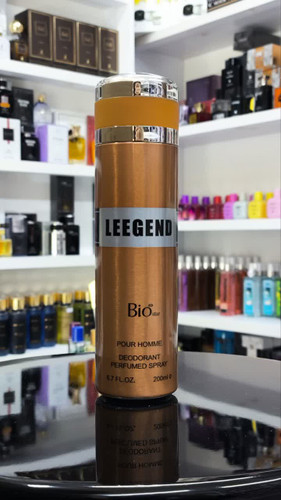 LEEGEND
Bio
POUR HOMME
DEODORANT
PERFUMED SPRAY
6.7 FL.OZ. 200ml e